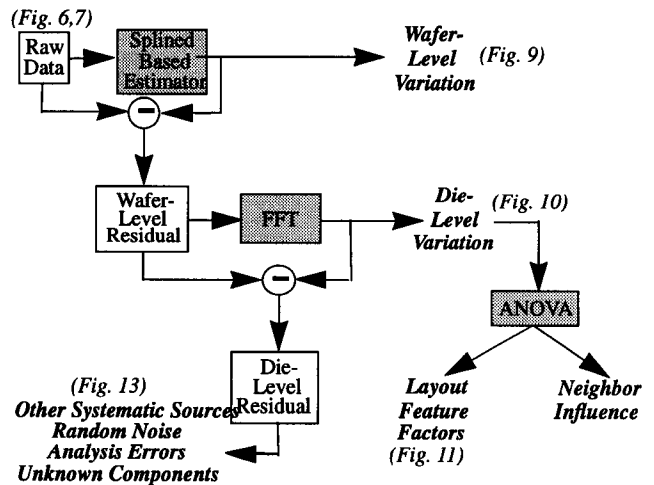 (Fig. 6,7)
Raw
Data
Splined
Based
Estimator
Wafer-
Level
Variation
(Fig. 9)
−
Wafer-
Level
Residual
FFT
Die-
Level
Variation
(Fig. 10)
−
ANOVA
Die-
Level
Residual
Layout
Feature
Factors
(Fig. 11)
Neighbor
Influence
(Fig. 13)
Other Systematic Sources
Random Noise
Analysis Errors
Unknown Components